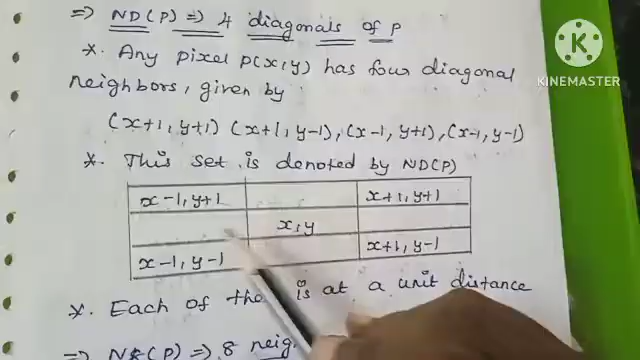 ⇒ ND(P) ⇒ 4 diagonals of P
K
KINEMASTER
*. Any pixel P(x,y) has four diagonal
neighbors, given by
(x+1, y+1) (x+1, y-1), (x-1, y+1), (x-1, y-1)
*. This set is denoted by ND(P)
x-1, y+1 x+1, y+1
x,y
x-1, y-1 x+1, y-1
*. Each of the is at a unit distance
⇒ (P) ⇒ 8